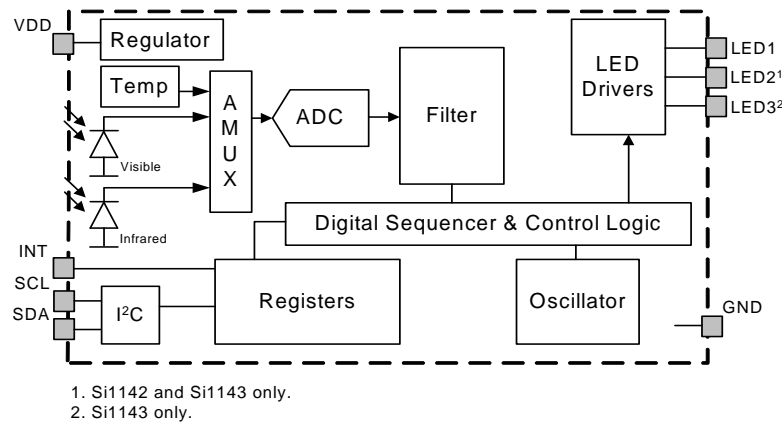 VDD
Regulator
Temp
AMUX
ADC
Filter
LED
Drivers
LED1
LED2¹
LED3²
Visible
Infrared
Digital Sequencer & Control Logic
INT
SCL
SDA
I²C
Registers
Oscillator
GND
1. Si1142 and Si1143 only.
2. Si1143 only.